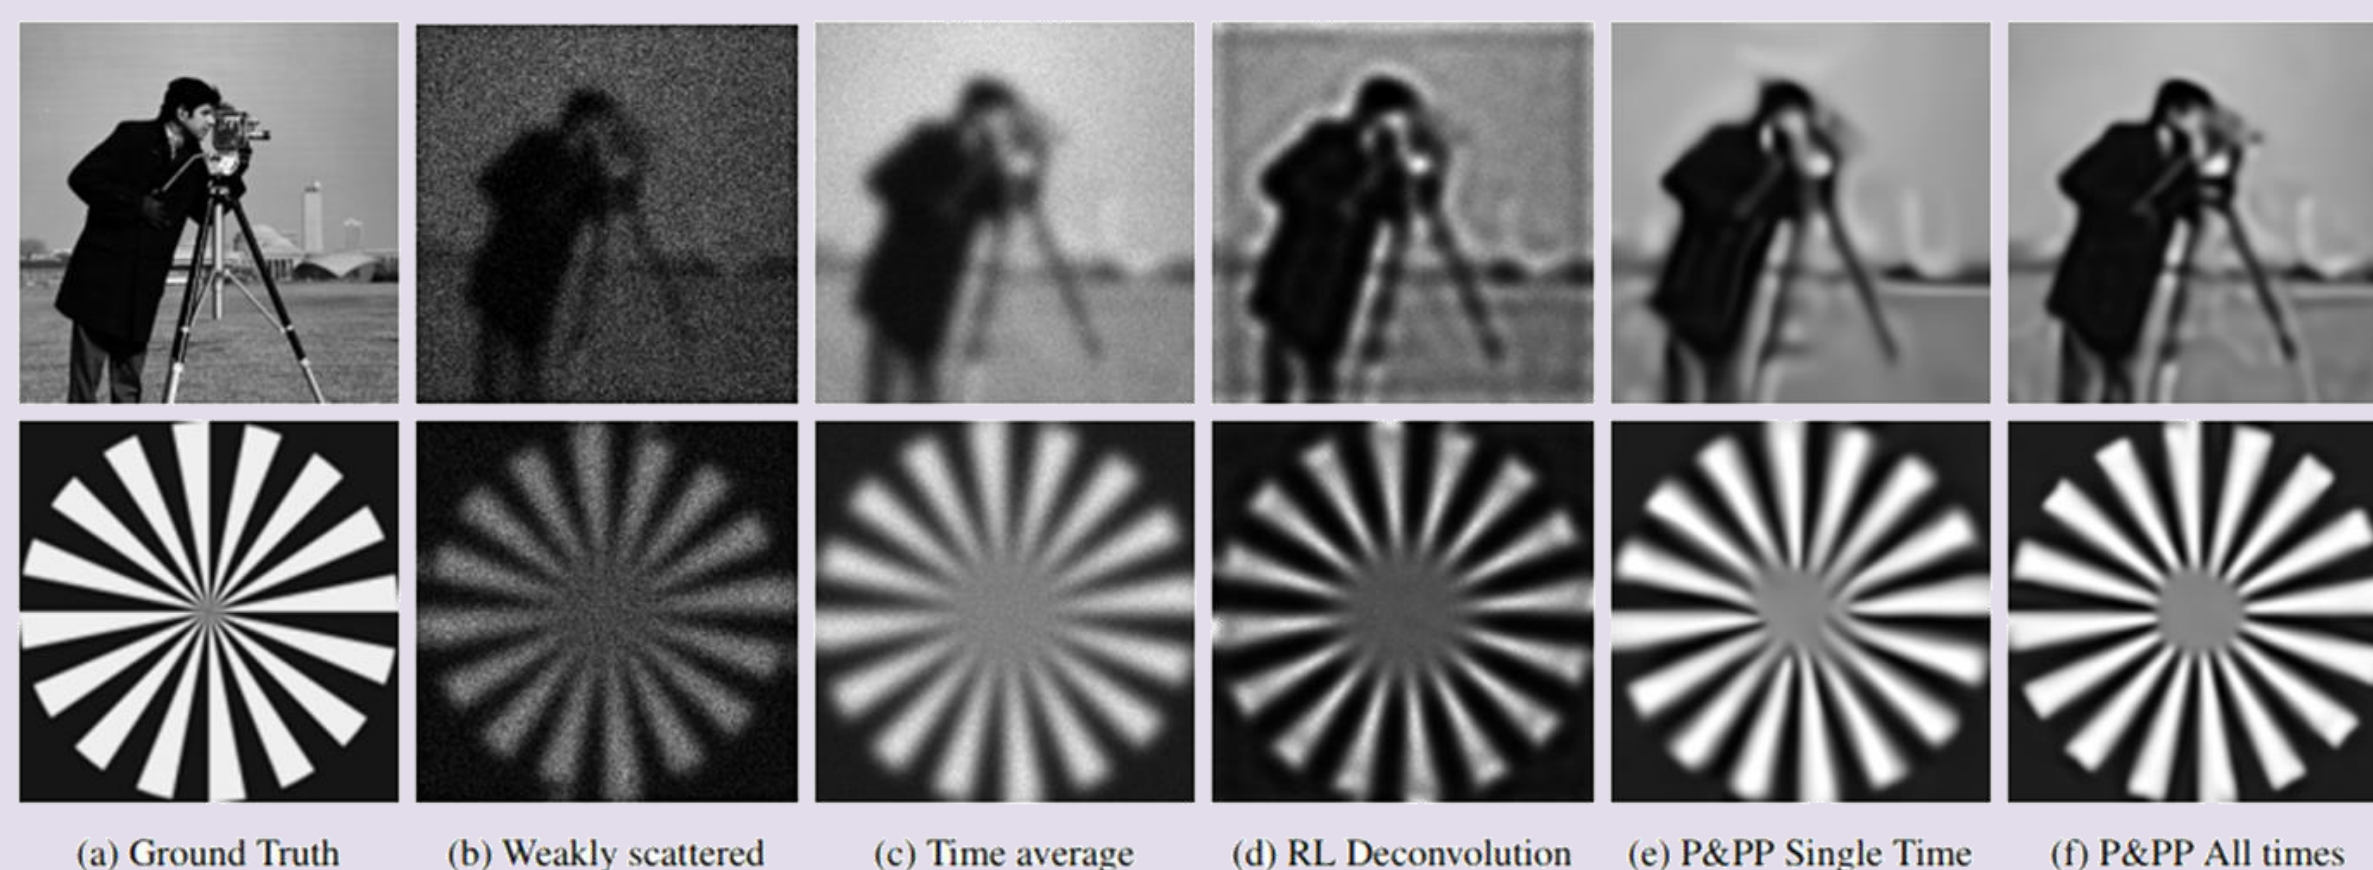 (a) Ground Truth
(b) Weakly scattered
(c) Time average
(d) RL Deconvolution
(e) P&PP Single Time
(f) P&PP All times